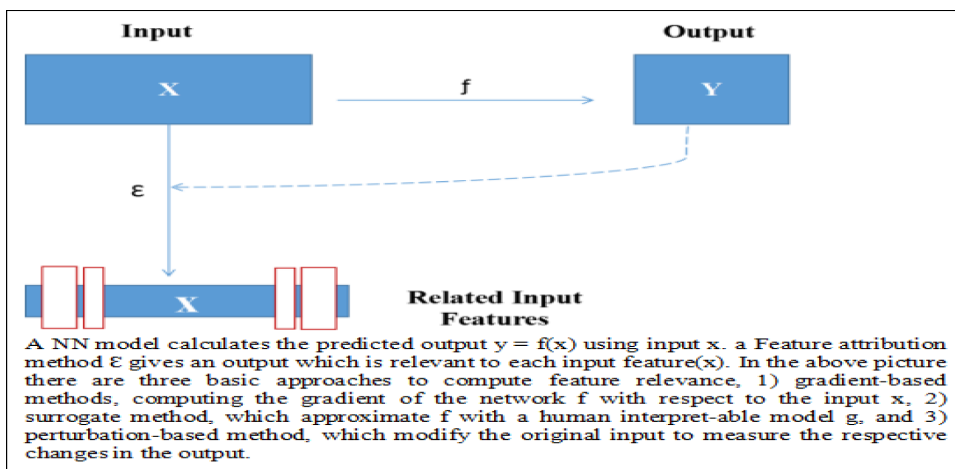 Input
Output
X
ƒ
Y
ε
X
Related Input
Features
A NN model calculates the predicted output y = f(x) using input x. a Feature attribution
method Ɛ gives an output which is relevant to each input feature(x). In the above picture
there are three basic approaches to compute feature relevance, 1) gradient-based
methods, computing the gradient of the network f with respect to the input x, 2)
surrogate method, which approximate f with a human interpret-able model g, and 3)
perturbation-based method, which modify the original input to measure the respective
changes in the output.